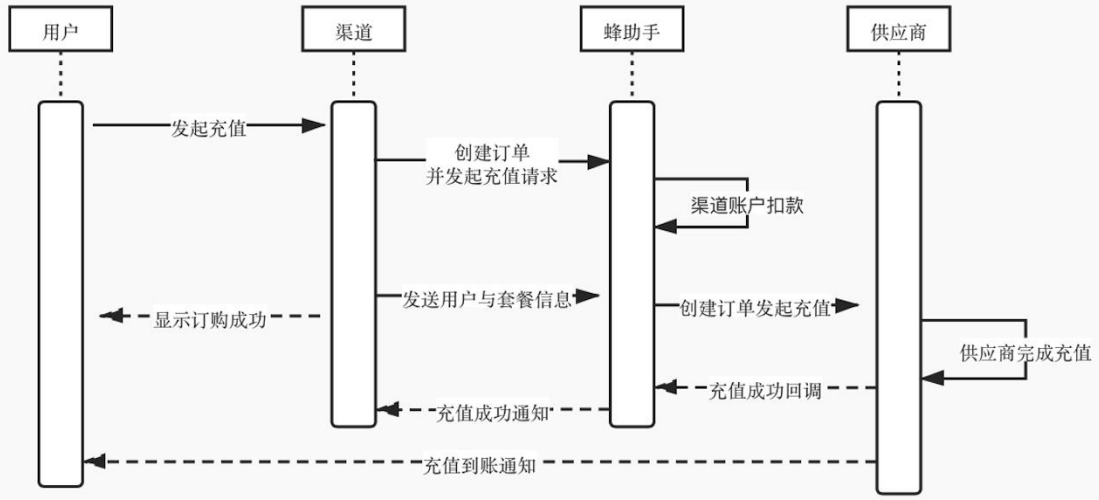 用户
渠道
蜂助手
供应商
发起充值
创建订单
并发起充值请求
渠道账户扣款
发送用户与套餐信息
创建订单发起充值
显示订购成功
供应商完成充值
充值成功回调
充值成功通知
充值到账通知